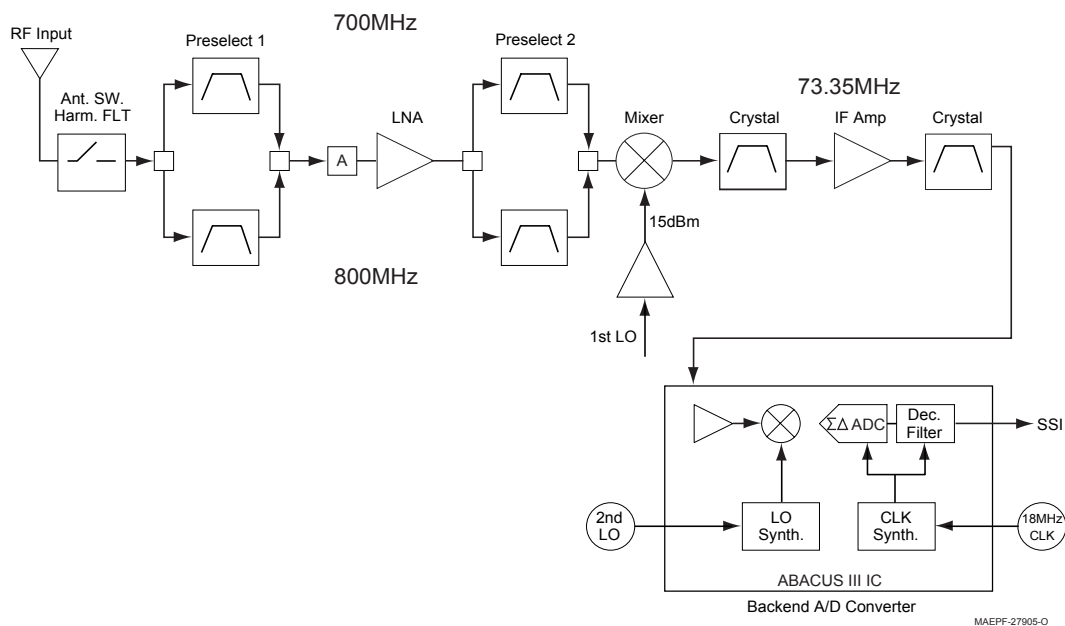 700MHz
RF Input
Preselect 1
Preselect 2
Ant. SW.
Harm. FLT
LNA
73.35MHz
Mixer
Crystal
IF Amp
Crystal
A
15dBm
800MHz
1st LO
ΣΔ ADC
Dec.
Filter
SSI
2nd
LO
LO
Synth.
CLK
Synth.
18MHz
CLK
ABACUS III IC
Backend A/D Converter
MAEPF-27905-O